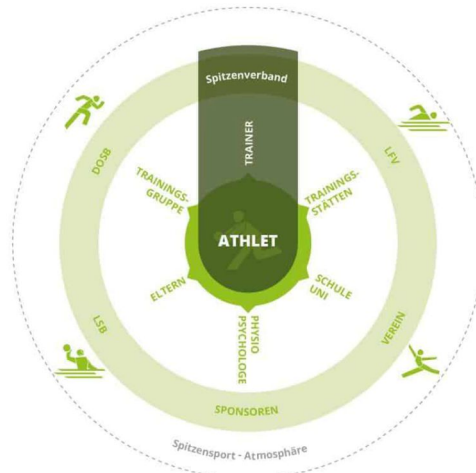 Spitzenverband
TRAINER
DOSB
LFV
TRAININGS-
GRUPPE
TRAININGS-
STÄTTEN
ATHLET
ELTERN
SCHULE
UNI
PHYSIO
PSYCHOLOGE
LSB
VEREIN
SPONSOREN
Spitzensport - Atmosphäre